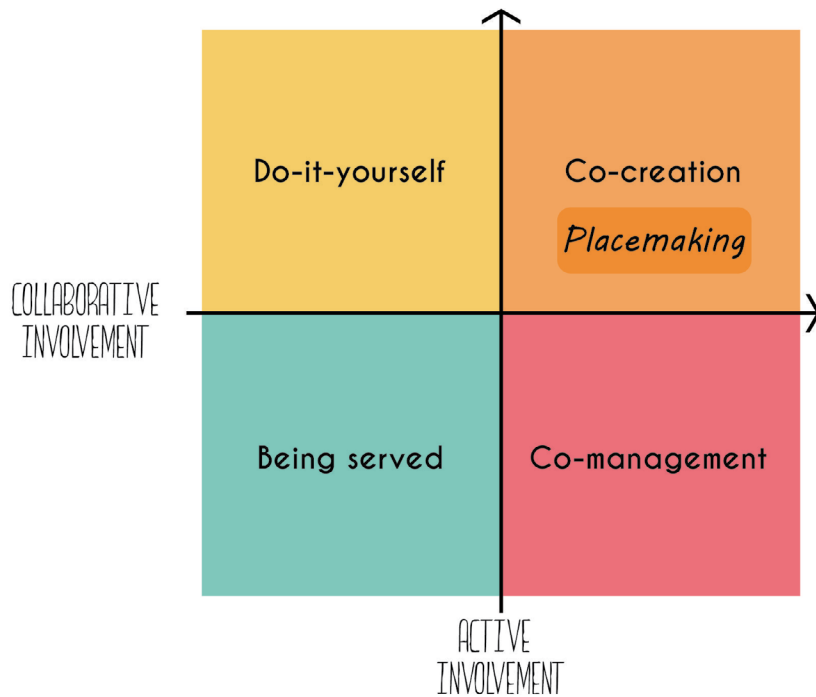 Do-it-yourself
Co-creation
Placemaking
COLLABORATIVE
INVOLVEMENT
Being served
Co-management
ACTIVE
INVOLVEMENT